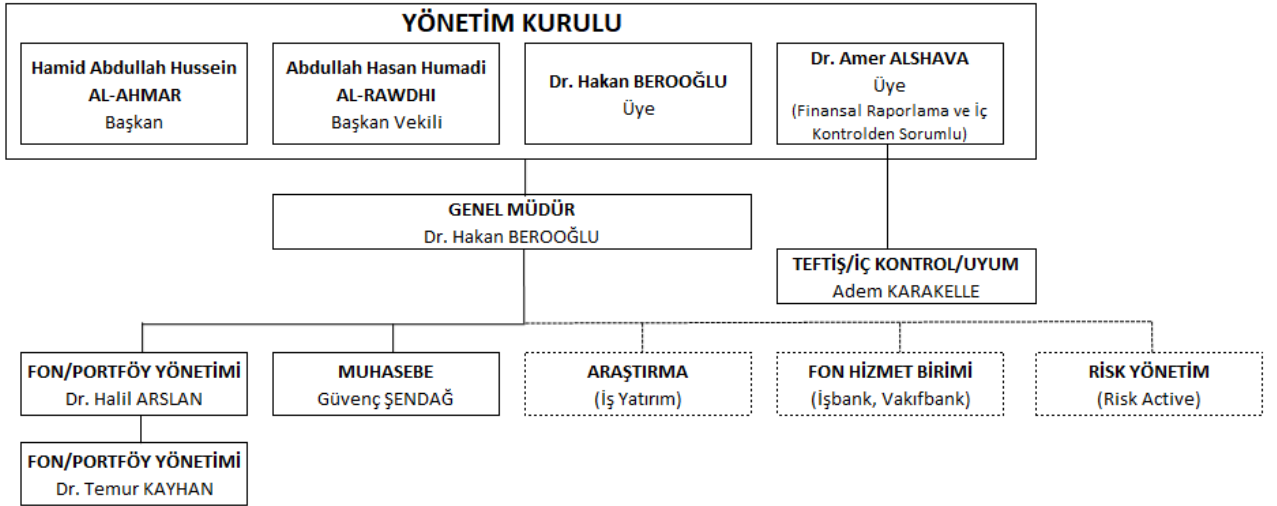 YÖNETİM KURULU
Hamid Abdullah Hussein
AL-AHMAR
Başkan
Abdullah Hasan Humadi
AL-RAWDHI
Başkan Vekili
Dr. Hakan BEROOĞLU
Üye
Dr. Amer ALSHAVA
Üye
(Finansal Raporlama ve İç
Kontrolden Sorumlu)
GENEL MÜDÜR
Dr. Hakan BEROOĞLU
TEFTİŞ/İÇ KONTROL/UYUM
Adem KARAKELLE
FON/PORTFÖY YÖNETİMİ
Dr. Halil ARSLAN
MUHASEBE
Güvenç ŞENDAĞ
ARAŞTIRMA
(İş Yatırım)
FON HİZMET BİRİMİ
(İşbank, Vakıfbank)
RİSK YÖNETİM
(Risk Active)
FON/PORTFÖY YÖNETİMİ
Dr. Temur KAYHAN